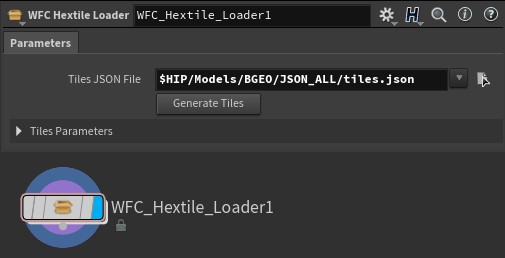 WFC Hextile Loader WFC_Hextile_Loader1
Parameters
Tiles JSON File $HIP/Models/BGEO/JSON_ALL/tiles.json
Generate Tiles
Tiles Parameters
WFC_Hextile_Loader1